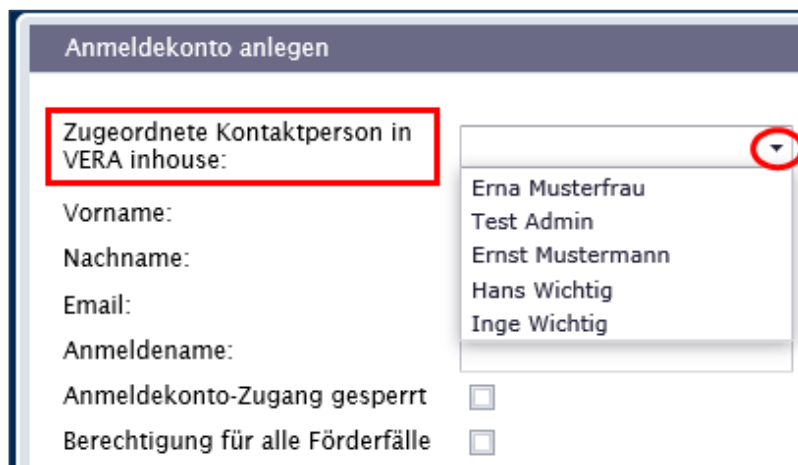 Anmeldekonto anlegen
Zugeordnete Kontaktperson in
VERA inhouse:
Erna Musterfrau
Test Admin
Ernst Mustermann
Hans Wichtig
Inge Wichtig
Vorname:
Nachname:
Email:
Anmeldename:
Anmeldekonto-Zugang gesperrt
Berechtigung für alle Förderfälle